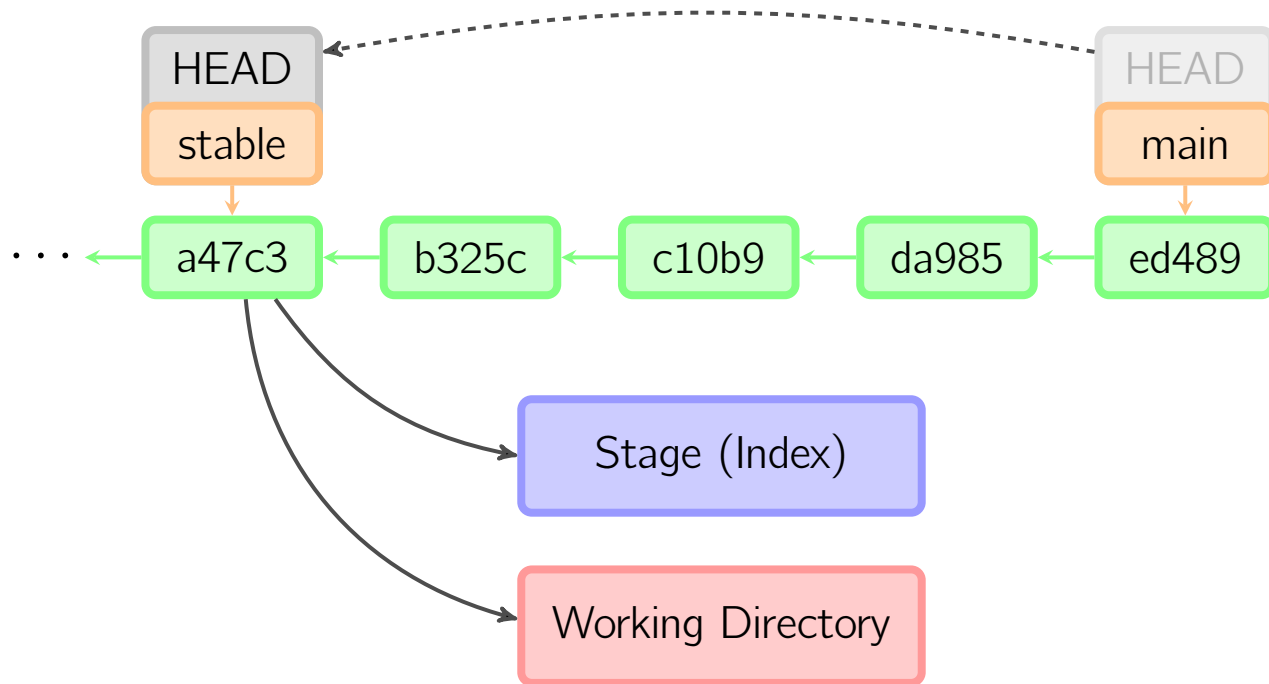 HEAD HEAD
stable main
... a47c3 b325c c10b9 da985 ed489
Stage (Index)
Working Directory